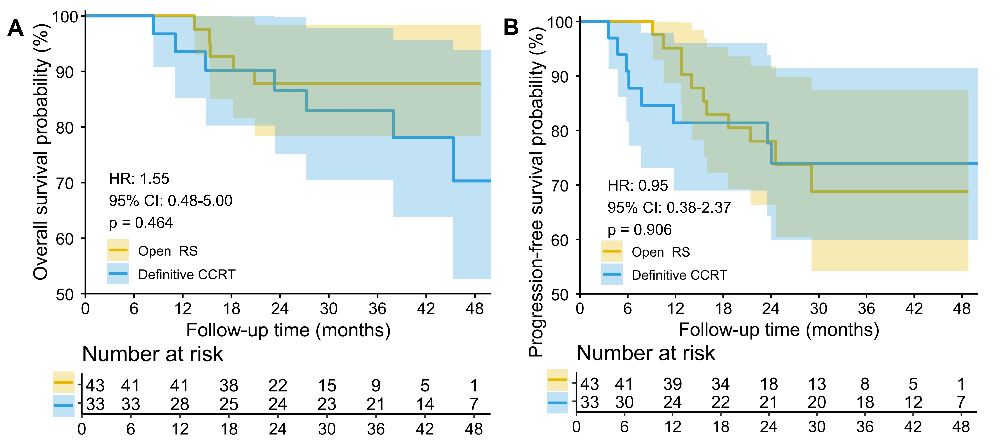 A
Overall survival probability (%)
100
90
80
70
60
50
HR: 1.55
95% CI: 0.48-5.00
p = 0.464
Open RS
Definitive CCRT
0 6 12 18 24 30 36 42 48
Follow-up time (months)
Number at risk
43 41 41 38 22 15 9 5 1
33 33 28 25 24 23 21 14 7
0 6 12 18 24 30 36 42 48
B
Progression-free survival probability (%)
100
90
80
70
60
50
HR: 0.95
95% CI: 0.38-2.37
p = 0.906
Open RS
Definitive CCRT
0 6 12 18 24 30 36 42 48
Follow-up time (months)
Number at risk
43 41 39 34 18 13 8 5 1
33 30 24 22 21 20 18 12 7
0 6 12 18 24 30 36 42 48